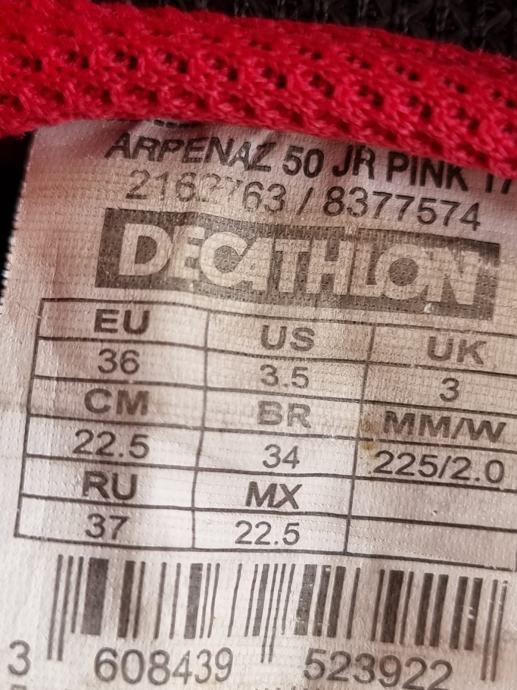 ARPENAZ 50 JR PINK 17
/ 8377574
DECATHLON
EU US UK
36 3.5 3
CM BR MM/W
22.5 34 225/2.0
RU MX
37 22.5
3 608439 523922